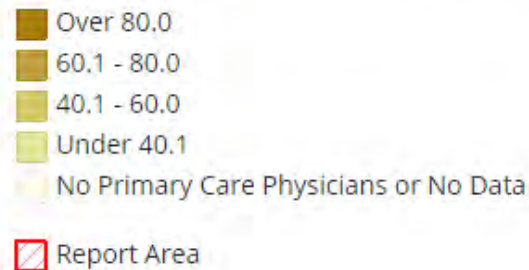 Over 80.0
60.1 - 80.0
40.1 - 60.0
Under 40.1
No Primary Care Physicians or No Data
Report Area